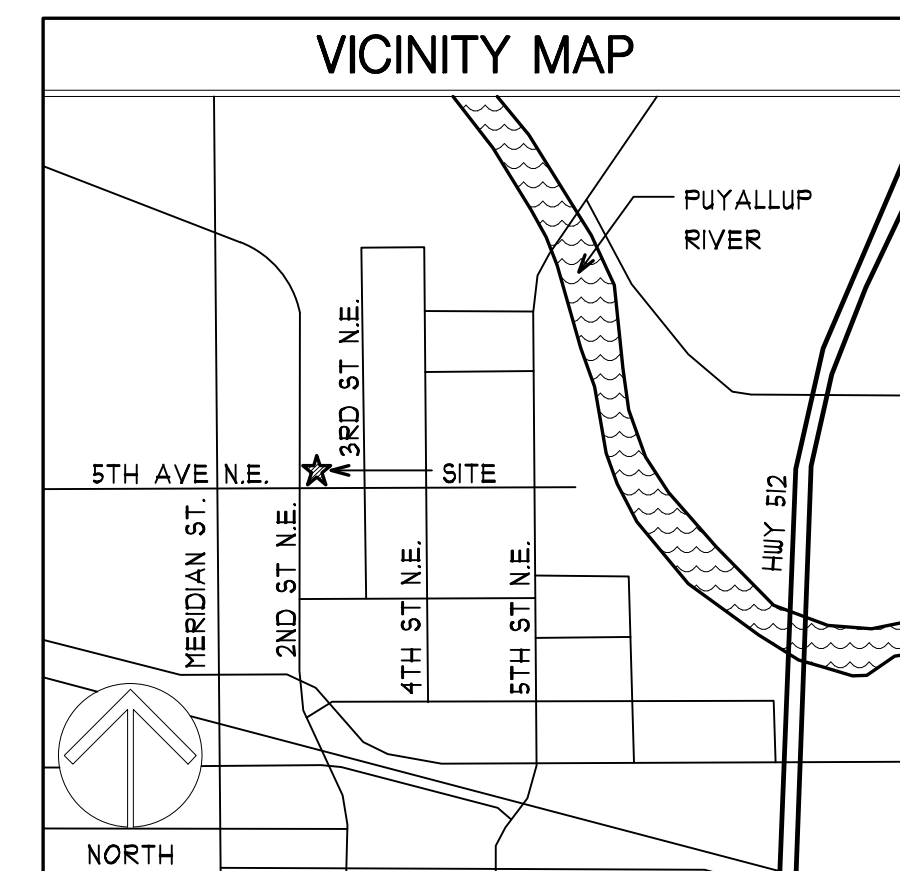 VICINITY MAP
PUYALLUP
RIVER
3RD ST N.E.
5TH AVE N.E.
SITE
MERIDIAN ST.
2ND ST N.E.
4TH ST N.E.
5TH ST N.E.
HWY 512
NORTH